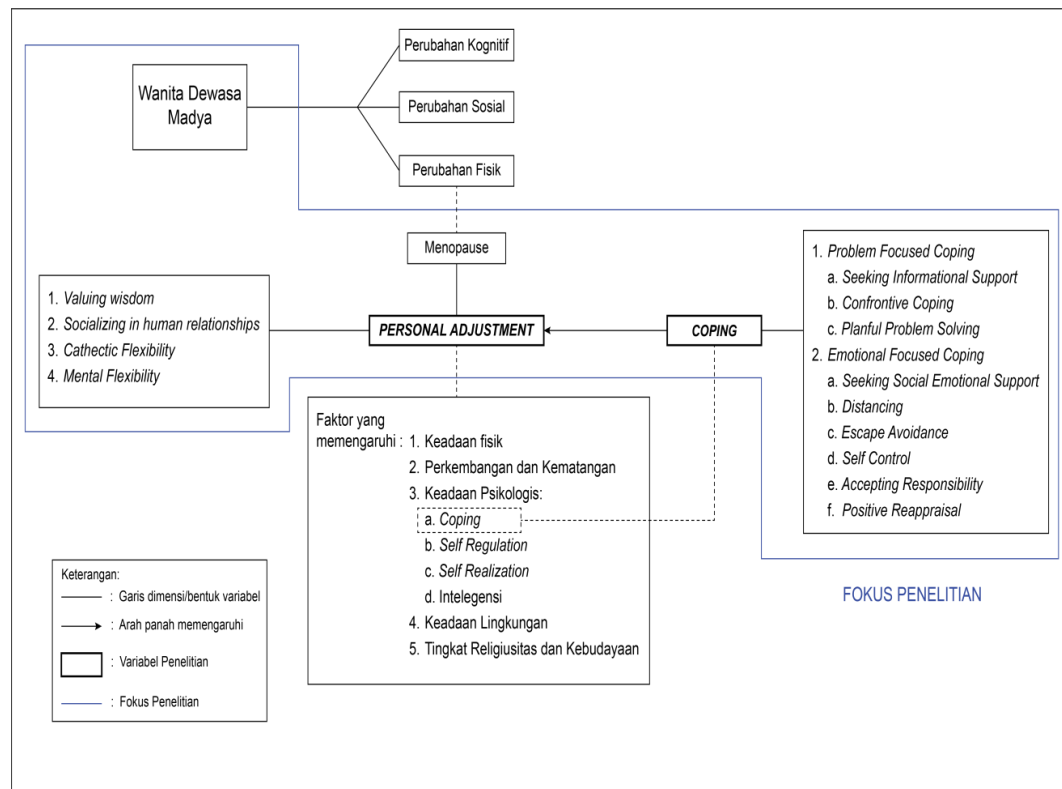 Perubahan Kognitif
Wanita Dewasa
Madya
Perubahan Sosial
Perubahan Fisik
Menopause
1. Valuing wisdom
2. Socializing in human relationships
3. Cathectic Flexibility
4. Mental Flexibility
PERSONAL ADJUSTMENT
COPING
1. Problem Focused Coping
a. Seeking Informational Support
b. Confrontive Coping
c. Planful Problem Solving
2. Emotional Focused Coping
a. Seeking Social Emotional Support
b. Distancing
c. Escape Avoidance
d. Self Control
e. Accepting Responsibility
f. Positive Reappraisal
Faktor yang
memengaruhi : 1. Keadaan fisik
2. Perkembangan dan Kematangan
3. Keadaan Psikologis:
a. Coping
b. Self Regulation
c. Self Realization
d. Intelegensi
4. Keadaan Lingkungan
5. Tingkat Religiusitas dan Kebudayaan
FOKUS PENELITIAN
Keterangan:
: Garis dimensi/bentuk variabel
: Arah panah memengaruhi
: Variabel Penelitian
: Fokus Penelitian